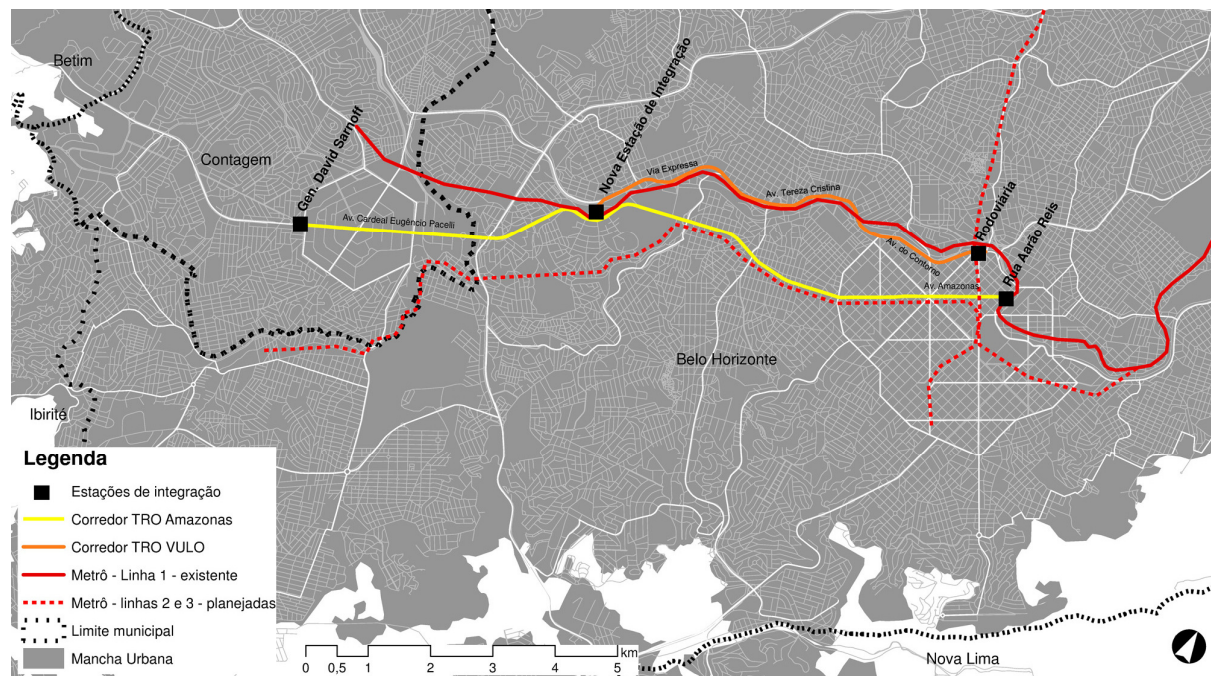 Betim
Contagem
Gen. David Sarnoff
Nova Estação de Integração
Via Expressa
Av. Tereza Cristina
Rodoviária
Av. Cardeal Eugêncio Pacelli
Av. do Contorno
Rua Aarão Reis
Av. Amazonas
Belo Horizonte
Ibirité
Legenda
Estações de integração
Corredor TRO Amazonas
Corredor TRO VULO
Metrô - Linha 1 - existente
Metrô - linhas 2 e 3 - planejadas
Limite municipal
Mancha Urbana
km
0 0,5 1 2 3 4 5
Nova Lima